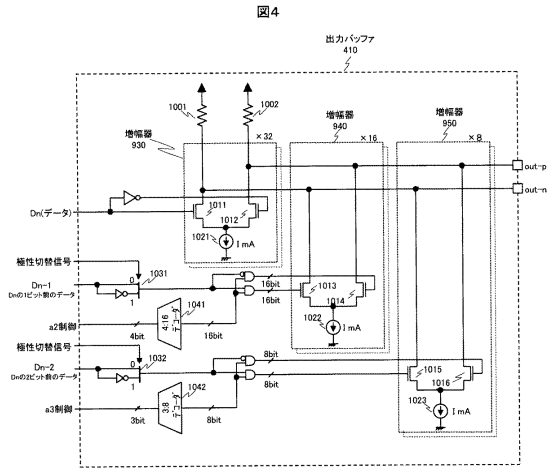 図4
出力バッファ
410
1001
1002
増幅器
930
×32
増幅器
940
×16
増幅器
950
×8
out-p
out-n
Dn(データ)
1011
1012
1021
I mA
極性切替信号
Dn-1
Dnの1ビット前のデータ
0
1
1031
1041
4:16
デコーダ
a2制御
4bit
16bit
16bit
16bit
1013
1014
1022
I mA
極性切替信号
Dn-2
Dnの2ビット前のデータ
0
1
1032
1042
3:8
デコーダ
a3制御
3bit
8bit
8bit
8bit
1015
1016
1023
I mA